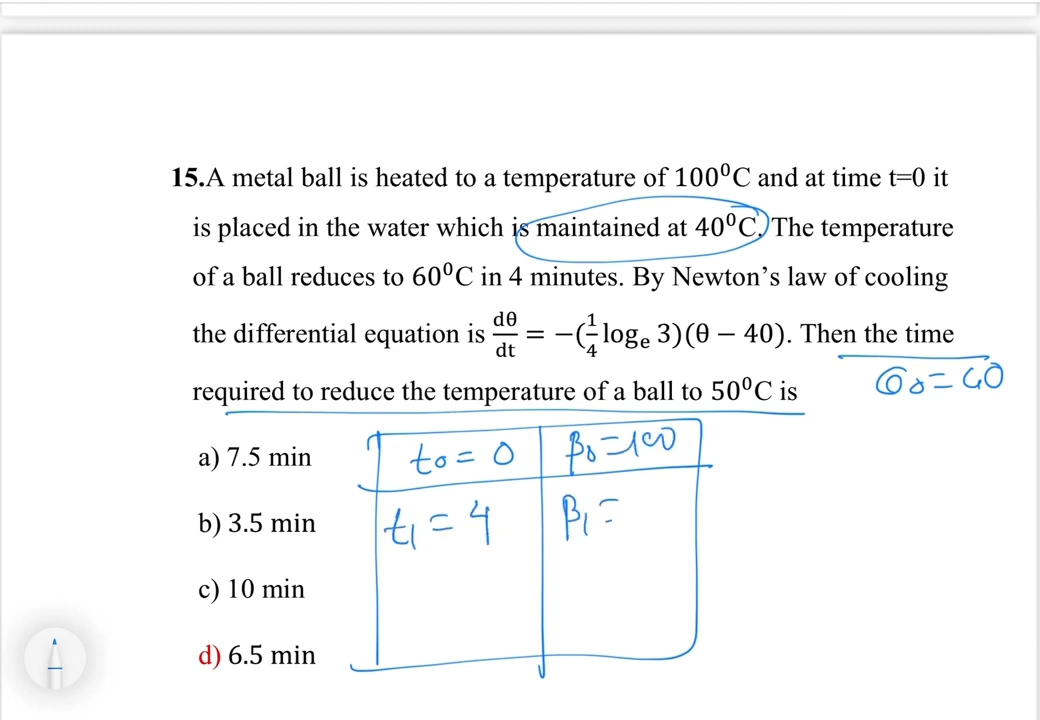 15.A metal ball is heated to a temperature of 100⁰C and at time t=0 it
is placed in the water which is maintained at 40⁰C. The temperature
of a ball reduces to 60⁰C in 4 minutes. By Newton’s law of cooling
the differential equation is dθ/dt = −(1/4 logₑ 3)(θ − 40). Then the time
required to reduce the temperature of a ball to 50⁰C is
a) 7.5 min
b) 3.5 min
c) 10 min
d) 6.5 min
t₀ = 0 β₀=100
t₁ = 4 β₁ =